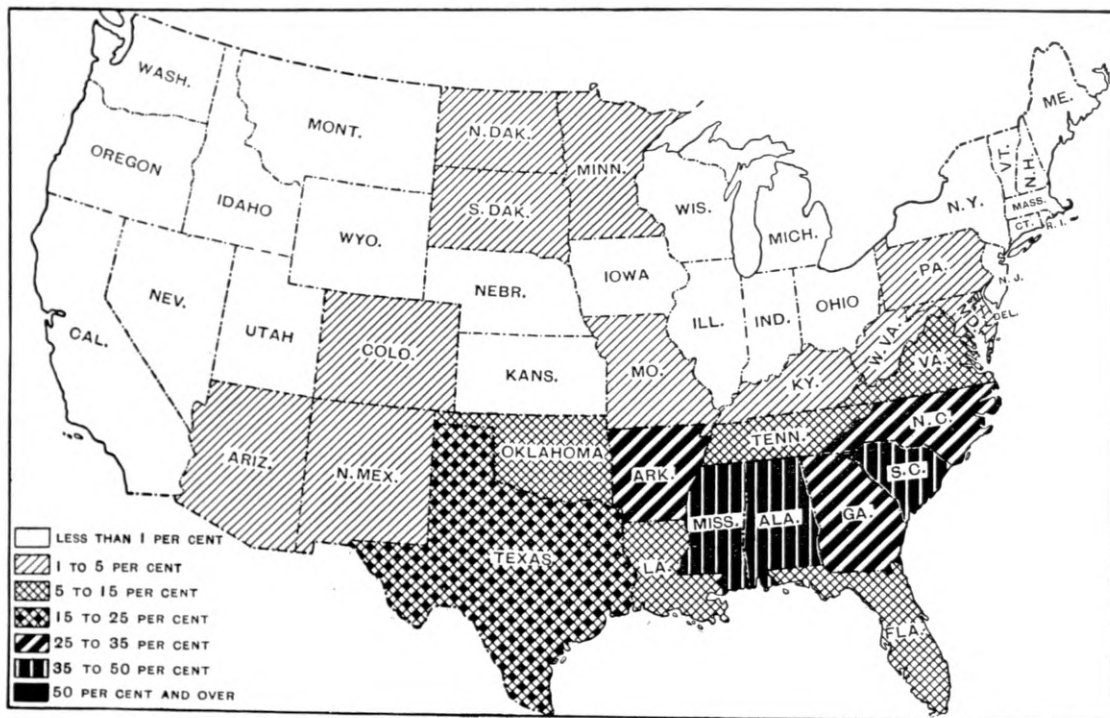 WASH.
MONT.
N. DAK.
MINN.
ME.
OREGON
IDAHO
S. DAK.
WIS.
MICH.
N.Y.
VT.
N.H.
MASS.
CT.
R. I.
WYO.
IOWA
NEBR.
PA.
N. J.
NEV.
UTAH
CAL.
COLO.
KANS.
MO.
ILL.
IND.
OHIO
W. VA.
MD.
DEL.
VA.
KY.
ARIZ.
N. MEX.
OKLAHOMA
ARK.
TENN.
N.C.
S.C.
MISS.
ALA.
GA.
TEXAS
LA.
FLA.
LESS THAN 1 PER CENT
1 TO 5 PER CENT
5 TO 15 PER CENT
15 TO 25 PER CENT
25 TO 35 PER CENT
35 TO 50 PER CENT
50 PER CENT AND OVER